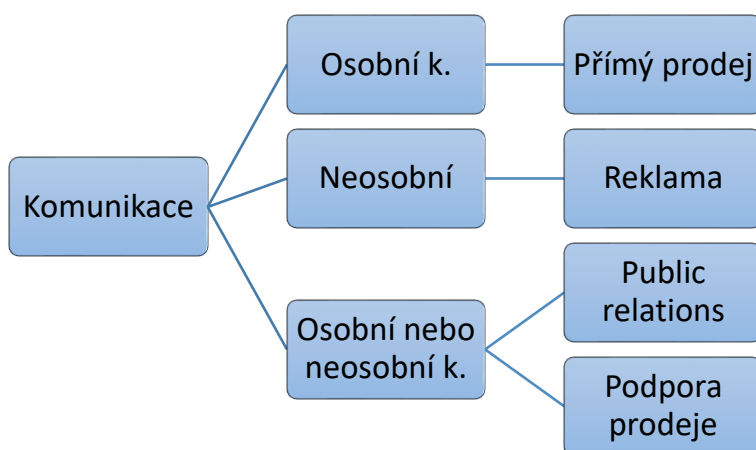 Komunikace
Osobní k.
Přímý prodej
Neosobní
Reklama
Osobní nebo
neosobní k.
Public
relations
Podpora
prodeje